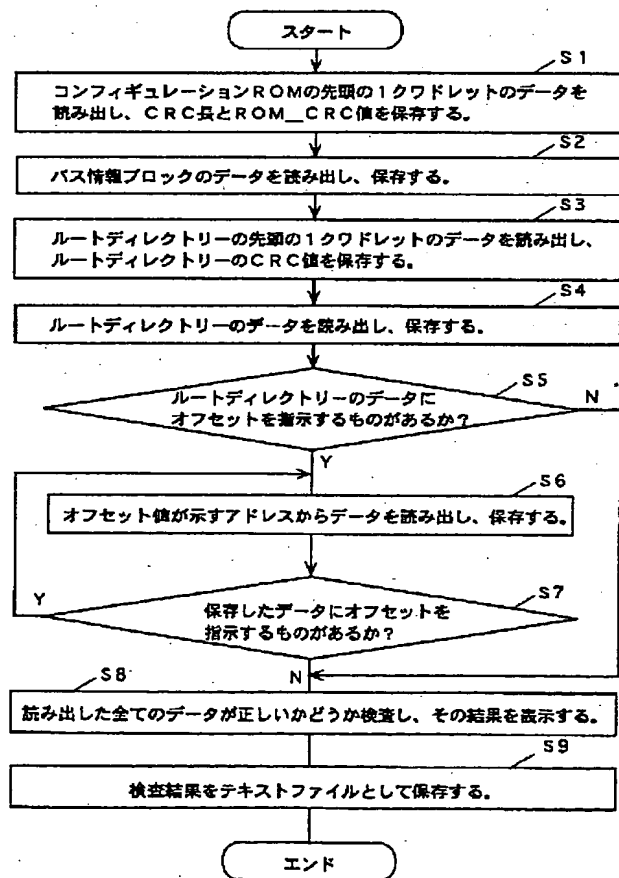 スタート
S1
コンフィギュレーションROMの先頭の1クワドレットのデータを
読み出し、CRC長とROM__CRC値を保存する。
S2
バス情報ブロックのデータを読み出し、保存する。
S3
ルートディレクトリーの先頭の1クワドレットのデータを読み出し、
ルートディレクトリーのCRC値を保存する。
S4
ルートディレクトリーのデータを読み出し、保存する。
S5
ルートディレクトリーのデータに
オフセットを指示するものがあるか?
N
Y
S6
オフセット値が示すアドレスからデータを読み出し、保存する。
S7
Y
保存したデータにオフセットを
指示するものがあるか?
N
S8
読み出した全てのデータが正しいかどうか検査し、その結果を表示する。
S9
検査結果をテキストファイルとして保存する。
エンド